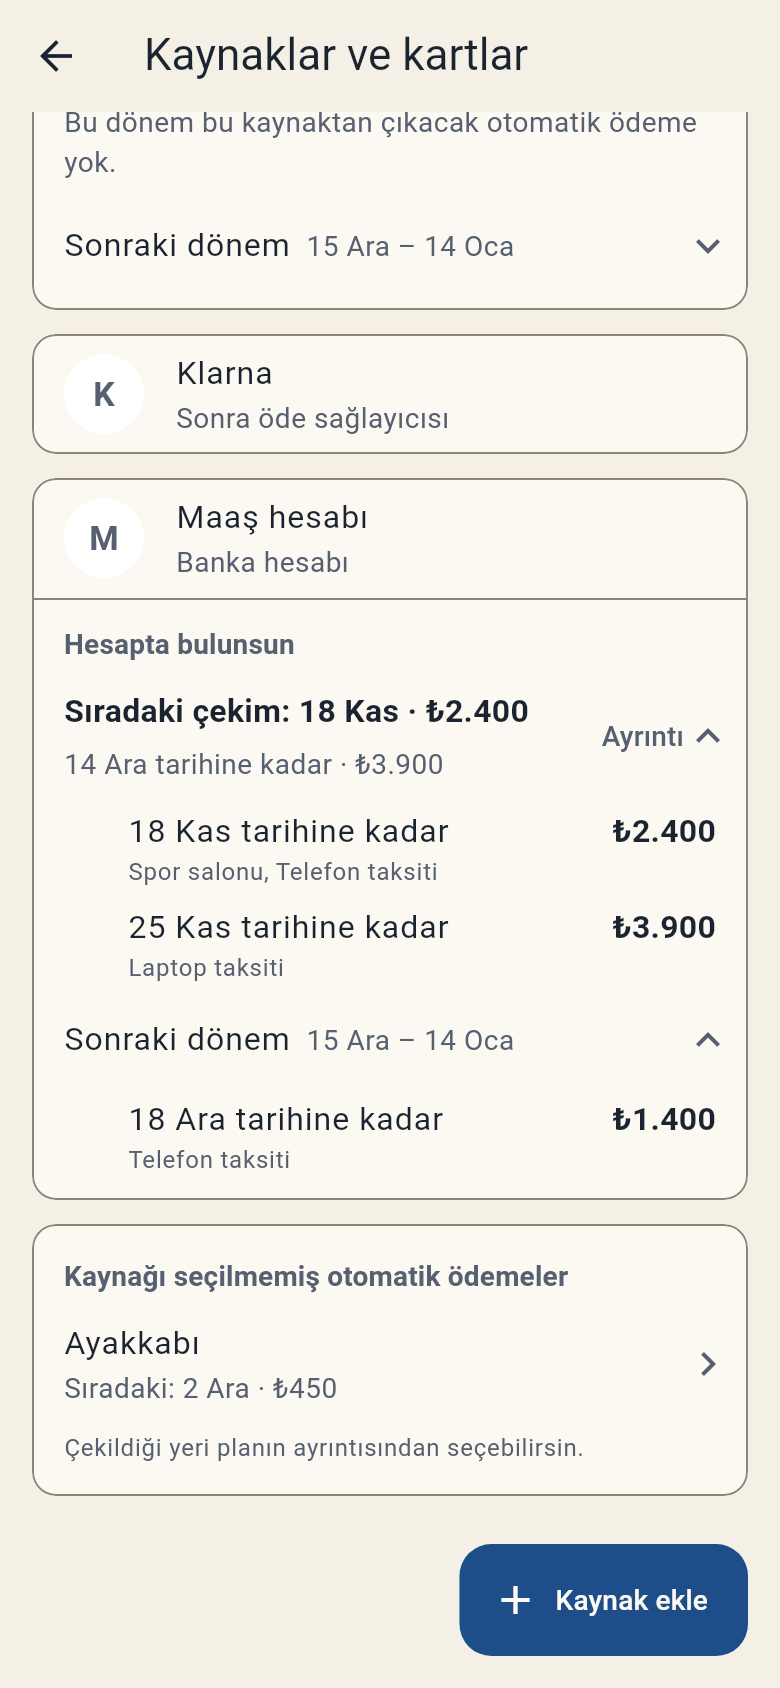 Kaynaklar ve kartlar
Bu dönem bu kaynaktan çıkacak otomatik ödeme
yok.
Sonraki dönem 15 Ara – 14 Oca
K
Klarna
Sonra öde sağlayıcısı
M
Maaş hesabı
Banka hesabı
Hesapta bulunsun
Sıradaki çekim: 18 Kas · ₺2.400
14 Ara tarihine kadar · ₺3.900
Ayrıntı
18 Kas tarihine kadar ₺2.400
Spor salonu, Telefon taksiti
25 Kas tarihine kadar ₺3.900
Laptop taksiti
Sonraki dönem 15 Ara – 14 Oca
18 Ara tarihine kadar ₺1.400
Telefon taksiti
Kaynağı seçilmemiş otomatik ödemeler
Ayakkabı
Sıradaki: 2 Ara · ₺450
Çekildiği yeri planın ayrıntısından seçebilirsin.
Kaynak ekle